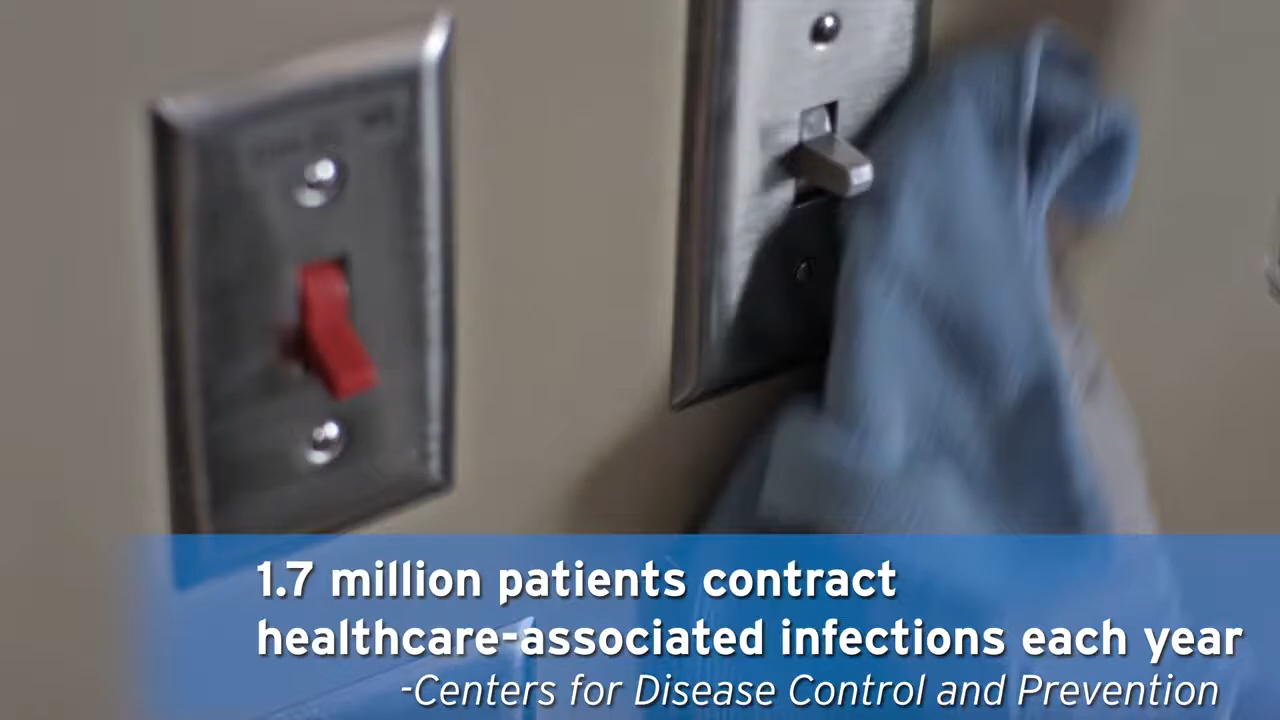 1.7 million patients contract
healthcare-associated infections each year
-Centers for Disease Control and Prevention